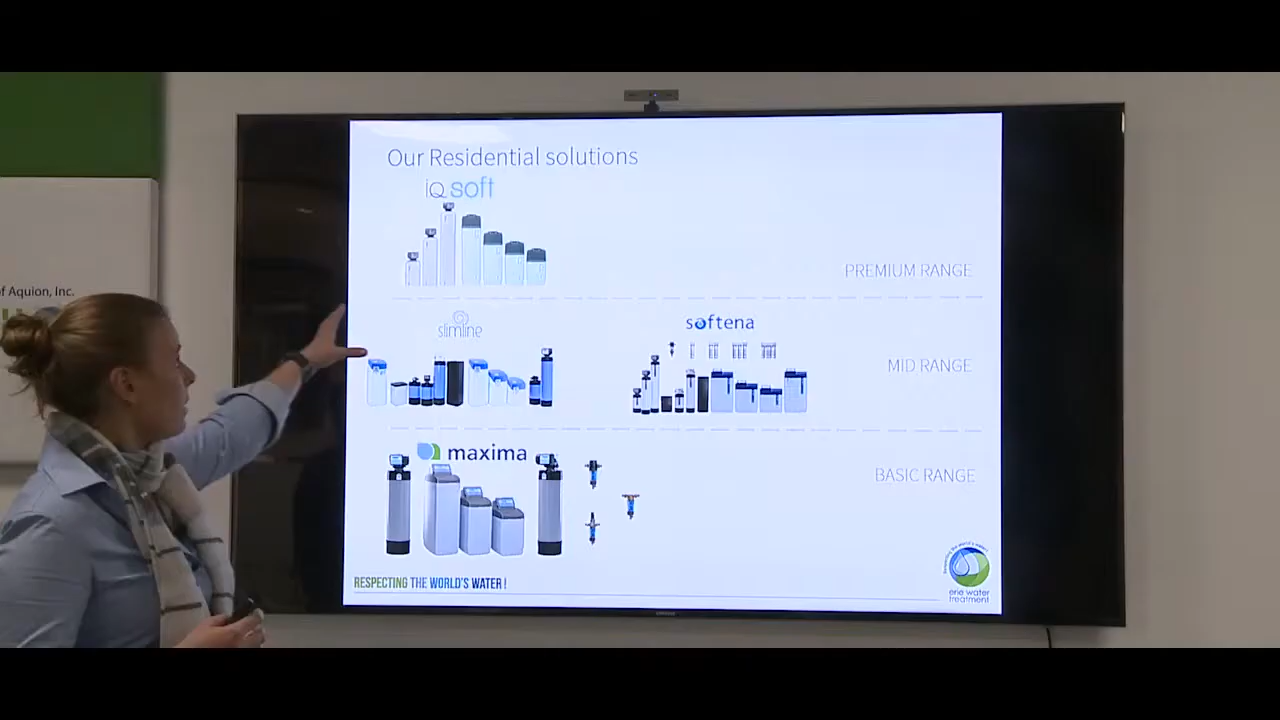 Our Residential solutions
iQ soft
PREMIUM RANGE
slimline
softena
MID RANGE
maxima
BASIC RANGE
RESPECTING THE WORLD'S WATER!
erie water
treatment
of Aquion, Inc.